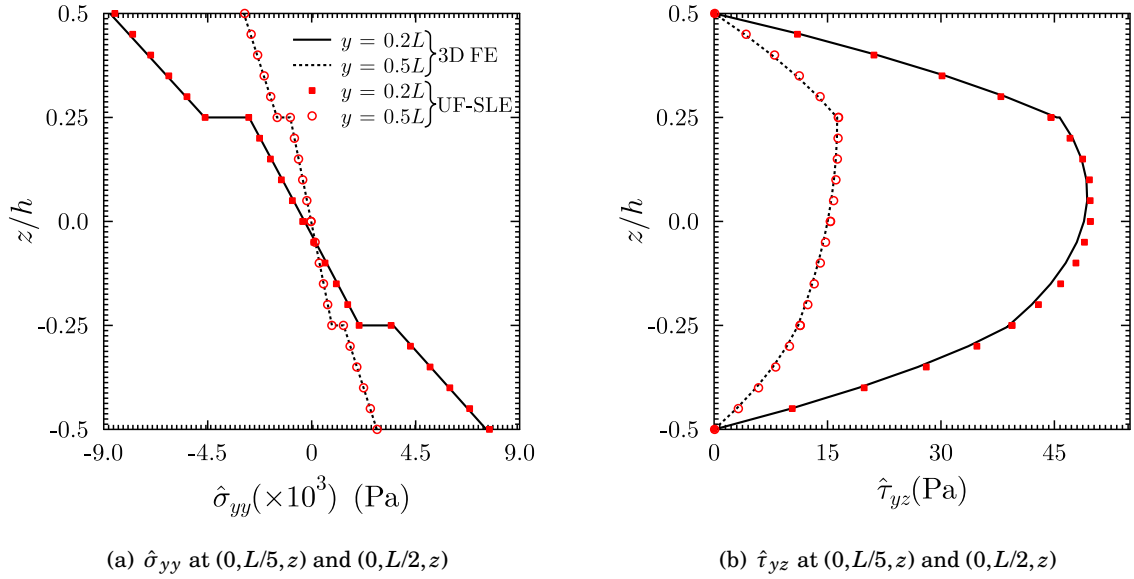 0.5
0.25
0.0
-0.25
-0.5
z/h
-9.0 -4.5 0 4.5 9.0
σ̂yy(×10³) (Pa)
y = 0.2L
y = 0.5L
3D FE
y = 0.2L
y = 0.5L
UF-SLE
(a) σ̂yy at (0,L/5,z) and (0,L/2,z)
0.5
0.25
0.0
-0.25
-0.5
z/h
0 15 30 45
τ̂yz(Pa)
(b) τ̂yz at (0,L/5,z) and (0,L/2,z)